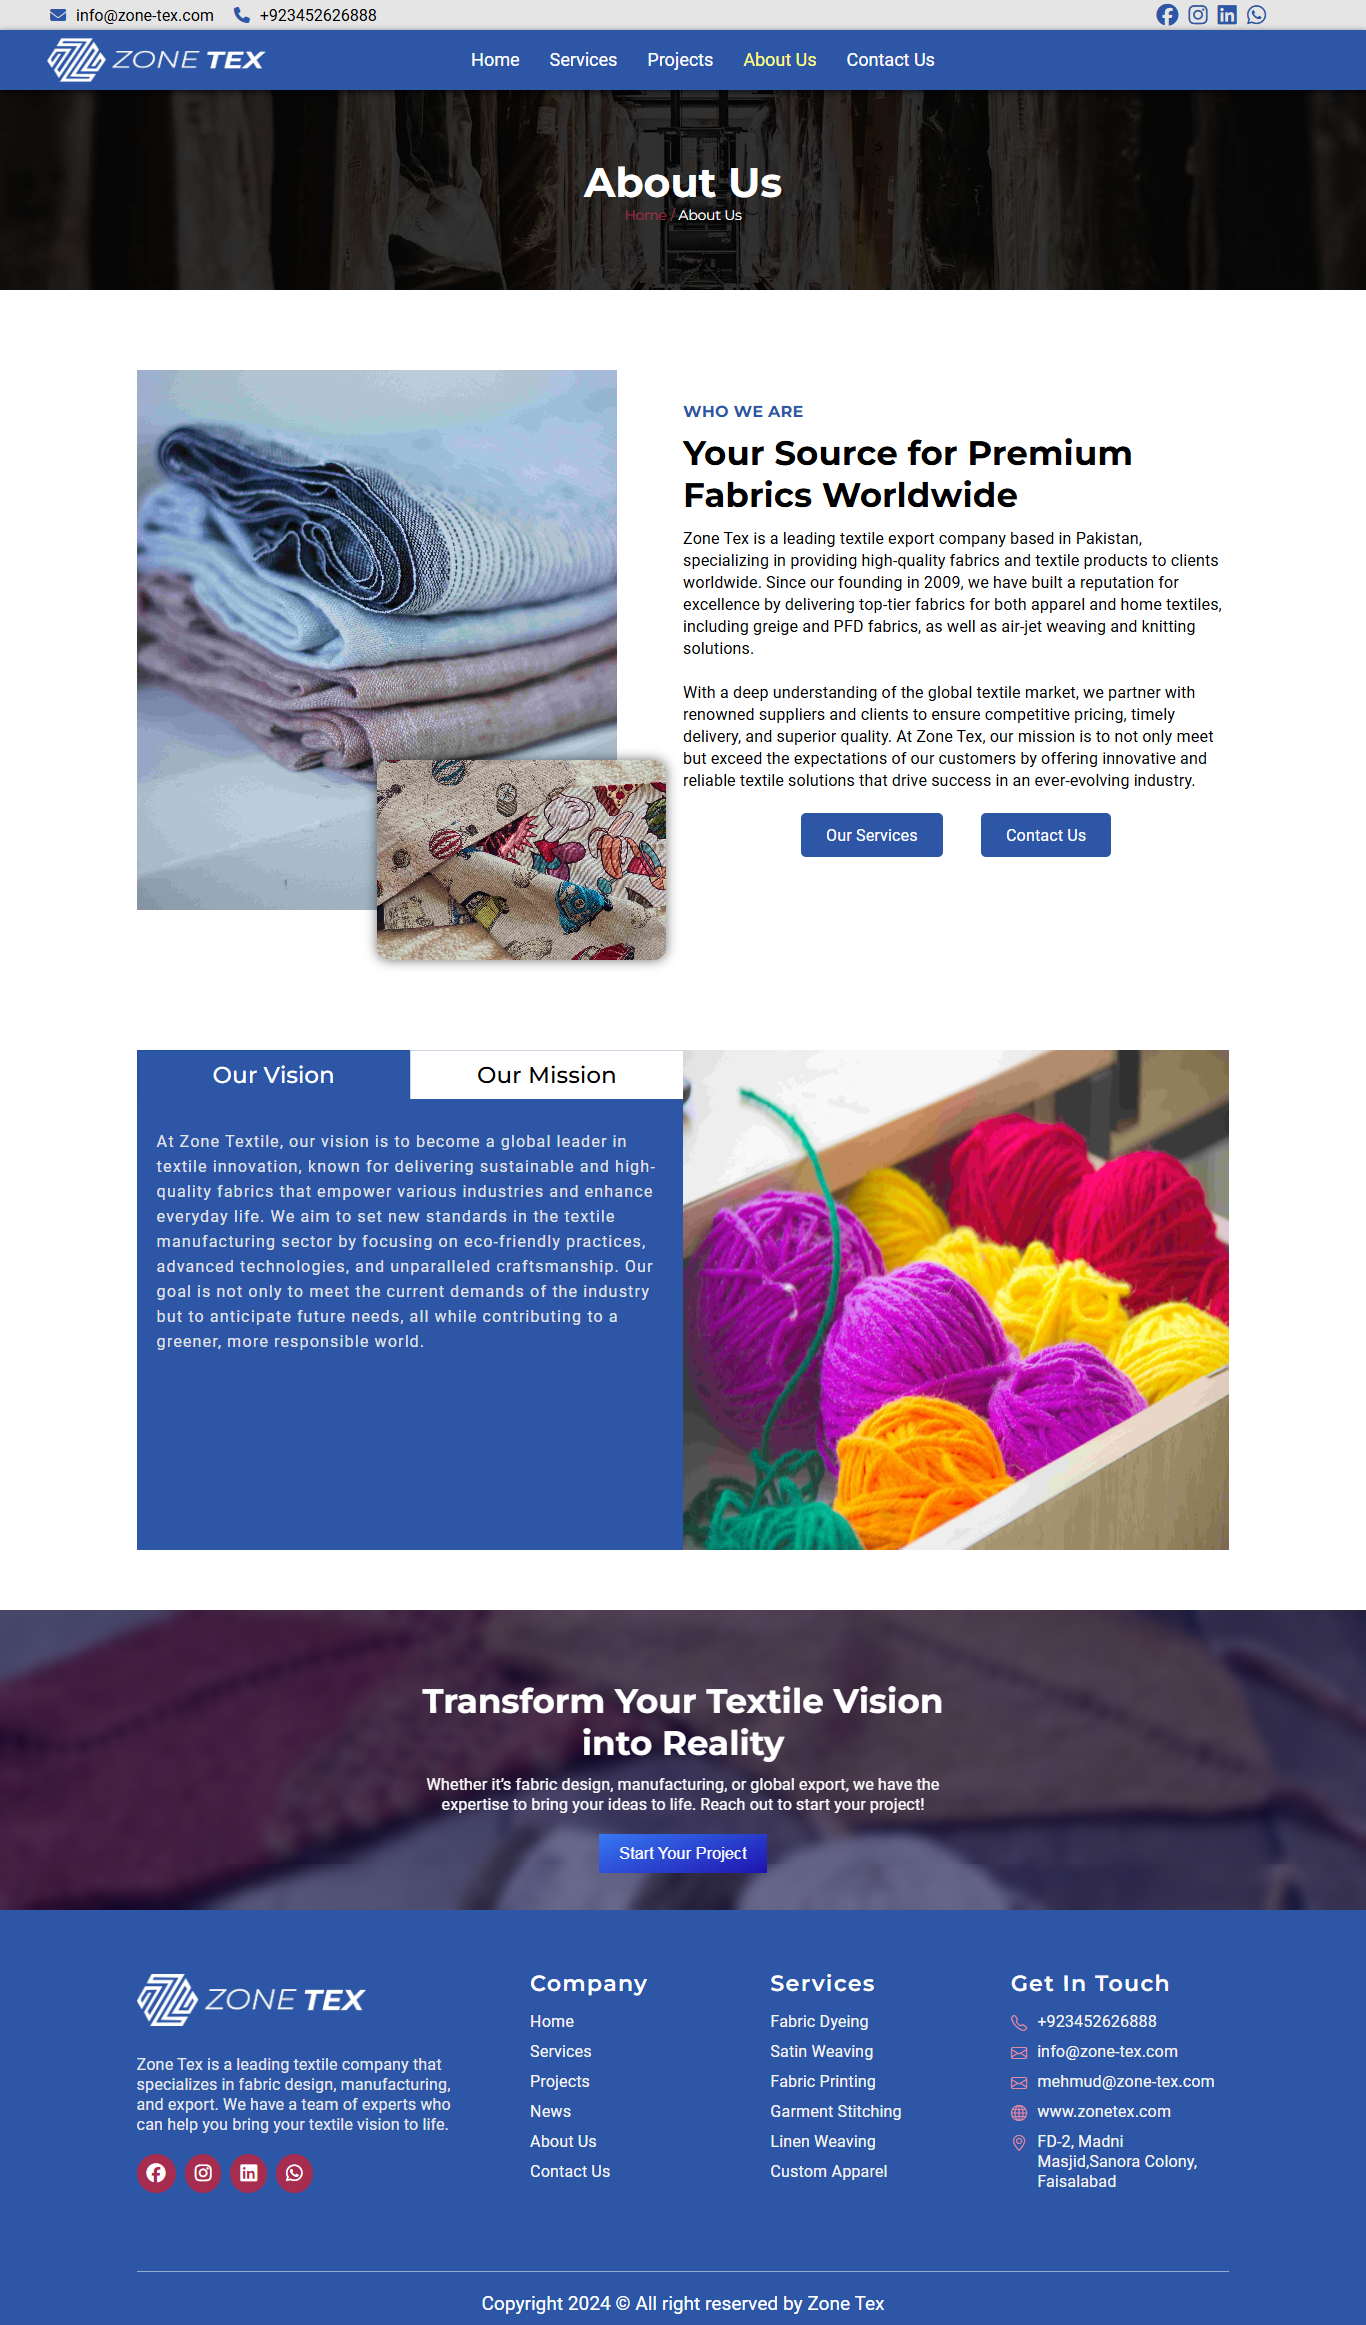 info@zone-tex.com +923452626888
ZONE TEX
Home Services Projects About Us Contact Us
About Us
Home / About Us
WHO WE ARE
Your Source for Premium
Fabrics Worldwide
Zone Tex is a leading textile export company based in Pakistan,
specializing in providing high-quality fabrics and textile products to clients
worldwide. Since our founding in 2009, we have built a reputation for
excellence by delivering top-tier fabrics for both apparel and home textiles,
including greige and PFD fabrics, as well as air-jet weaving and knitting
solutions.
With a deep understanding of the global textile market, we partner with
renowned suppliers and clients to ensure competitive pricing, timely
delivery, and superior quality. At Zone Tex, our mission is to not only meet
but exceed the expectations of our customers by offering innovative and
reliable textile solutions that drive success in an ever-evolving industry.
Our Services Contact Us
Our Vision Our Mission
At Zone Textile, our vision is to become a global leader in
textile innovation, known for delivering sustainable and high-
quality fabrics that empower various industries and enhance
everyday life. We aim to set new standards in the textile
manufacturing sector by focusing on eco-friendly practices,
advanced technologies, and unparalleled craftsmanship. Our
goal is not only to meet the current demands of the industry
but to anticipate future needs, all while contributing to a
greener, more responsible world.
Transform Your Textile Vision
into Reality
Whether it’s fabric design, manufacturing, or global export, we have the
expertise to bring your ideas to life. Reach out to start your project!
Start Your Project
ZONE TEX
Zone Tex is a leading textile company that
specializes in fabric design, manufacturing,
and export. We have a team of experts who
can help you bring your textile vision to life.
Company
Home
Services
Projects
News
About Us
Contact Us
Services
Fabric Dyeing
Satin Weaving
Fabric Printing
Garment Stitching
Linen Weaving
Custom Apparel
Get In Touch
+923452626888
info@zone-tex.com
mehmud@zone-tex.com
www.zonetex.com
FD-2, Madni
Masjid,Sanora Colony,
Faisalabad
Copyright 2024 © All right reserved by Zone Tex